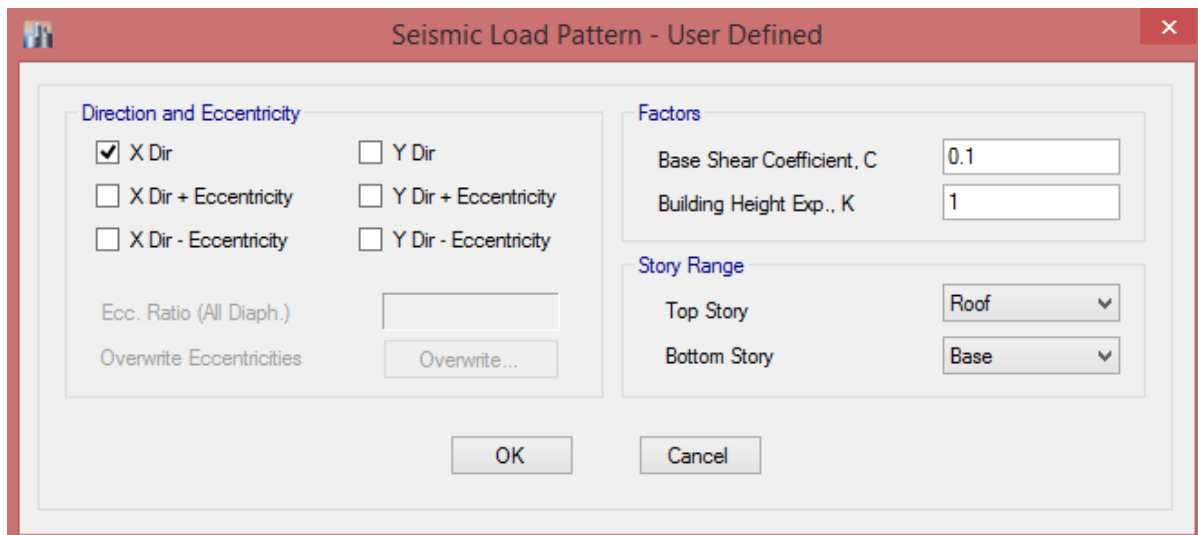 Seismic Load Pattern - User Defined
Direction and Eccentricity
X Dir
Y Dir
X Dir + Eccentricity
Y Dir + Eccentricity
X Dir - Eccentricity
Y Dir - Eccentricity
Ecc. Ratio (All Diaph.)
Overwrite Eccentricities
Overwrite...
Factors
Base Shear Coefficient, C
0.1
Building Height Exp., K
1
Story Range
Top Story
Roof
Bottom Story
Base
OK
Cancel